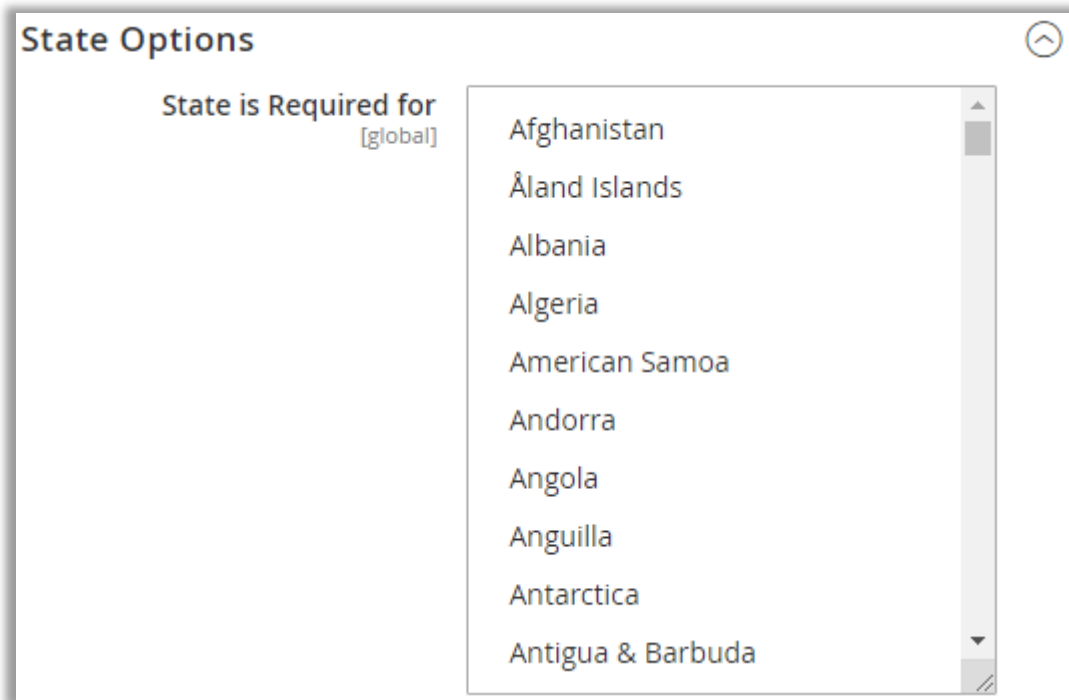 State Options
State is Required for
[global]
Afghanistan
Åland Islands
Albania
Algeria
American Samoa
Andorra
Angola
Anguilla
Antarctica
Antigua & Barbuda